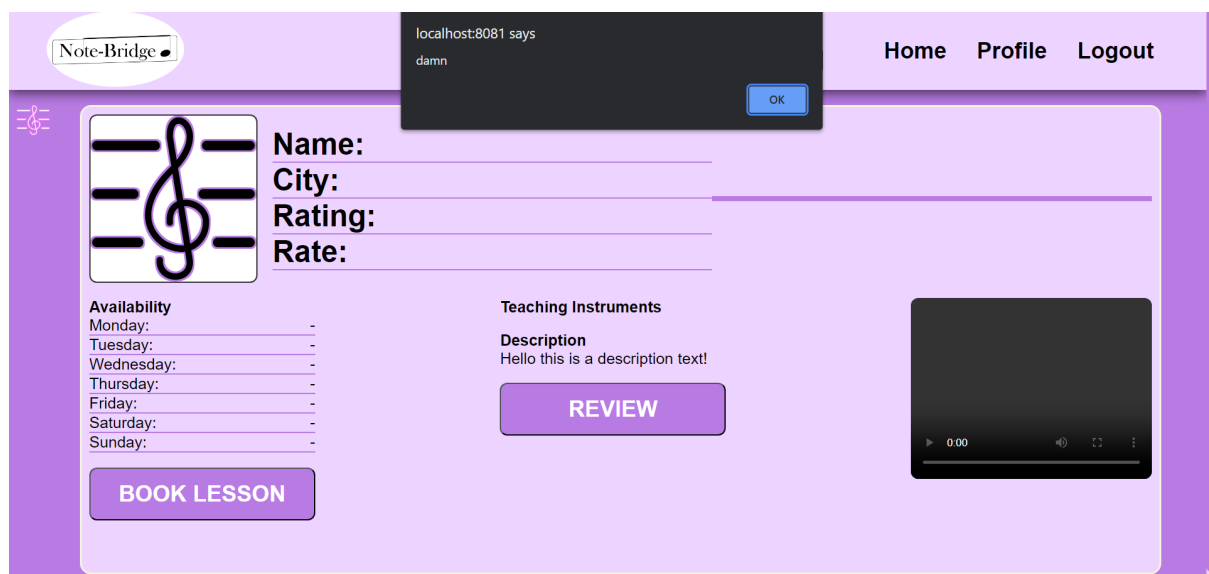 Note-Bridge
localhost:8081 says
damn
OK
Home Profile Logout
Name:
City:
Rating:
Rate:
Availability
Monday: -
Tuesday: -
Wednesday: -
Thursday: -
Friday: -
Saturday: -
Sunday: -
BOOK LESSON
Teaching Instruments
Description
Hello this is a description text!
REVIEW
0:00